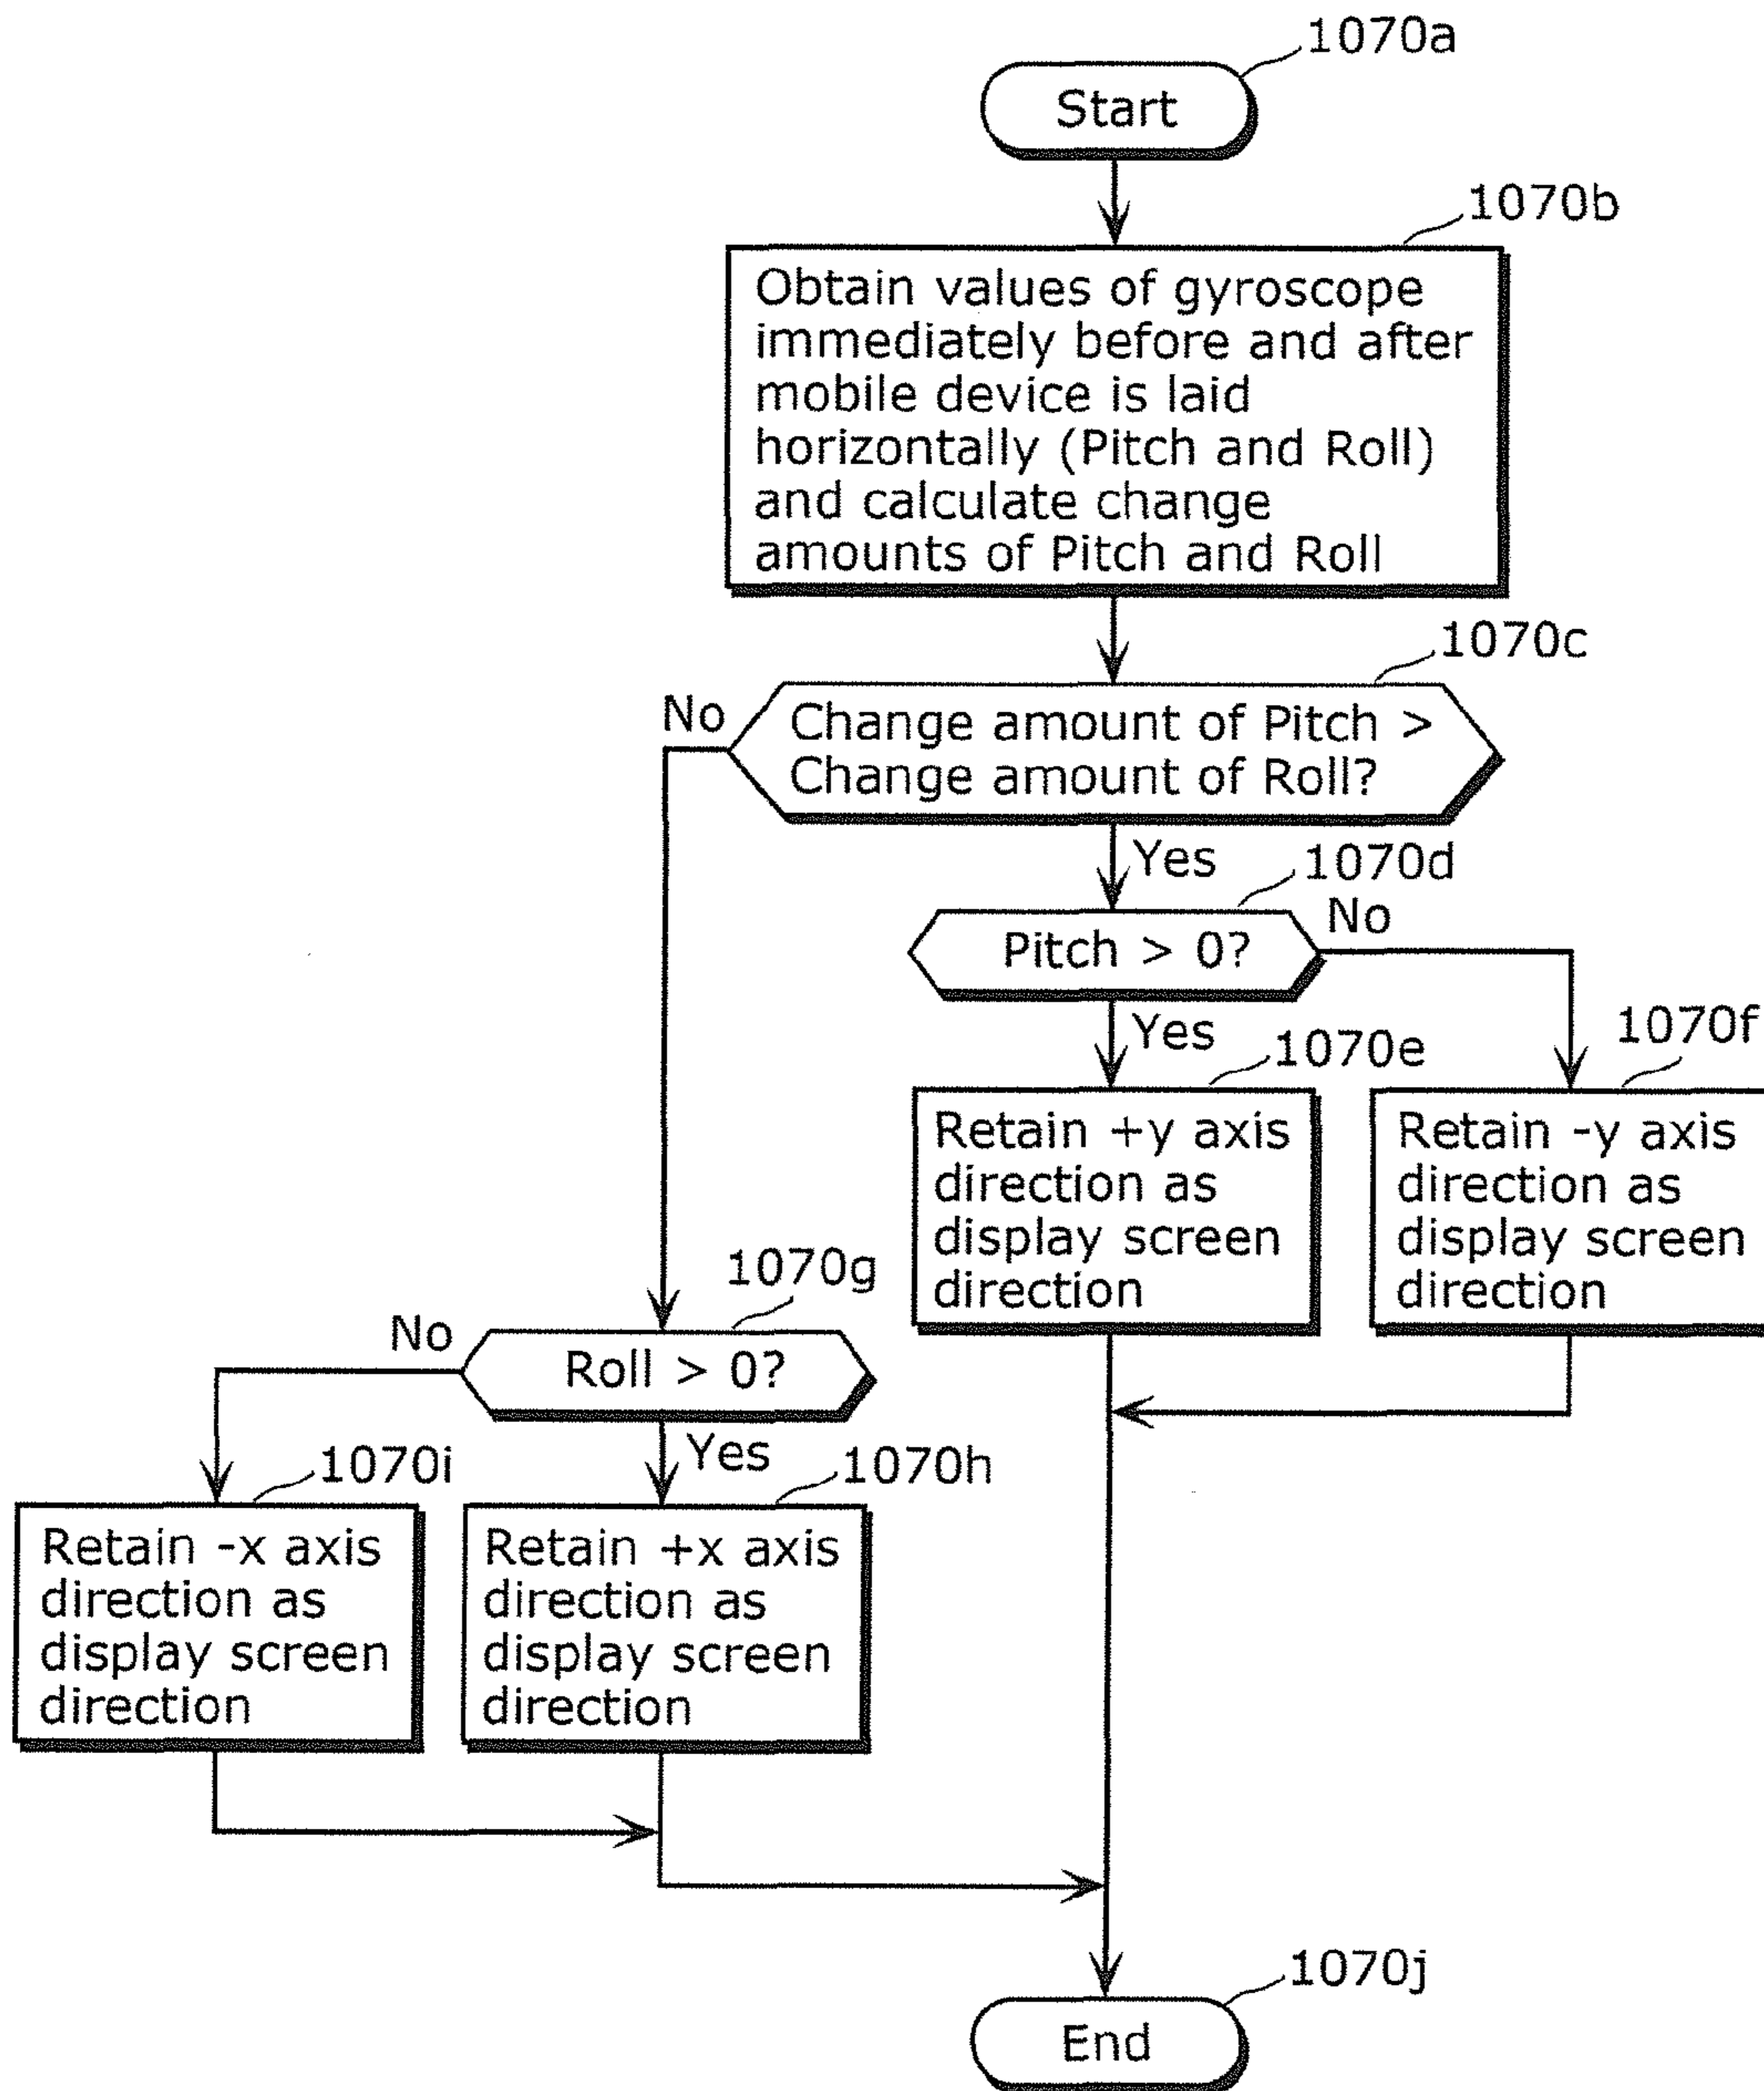 1070a
Start
1070b
Obtain values of gyroscope
immediately before and after
mobile device is laid
horizontally (Pitch and Roll)
and calculate change
amounts of Pitch and Roll
1070c
No
Change amount of Pitch >
Change amount of Roll?
Yes
1070d
No
Pitch > 0?
Yes
1070e
1070f
Retain +y axis
direction as
display screen
direction
Retain -y axis
direction as
display screen
direction
1070g
No
Roll > 0?
Yes
1070i
1070h
Retain -x axis
direction as
display screen
direction
Retain +x axis
direction as
display screen
direction
1070j
End